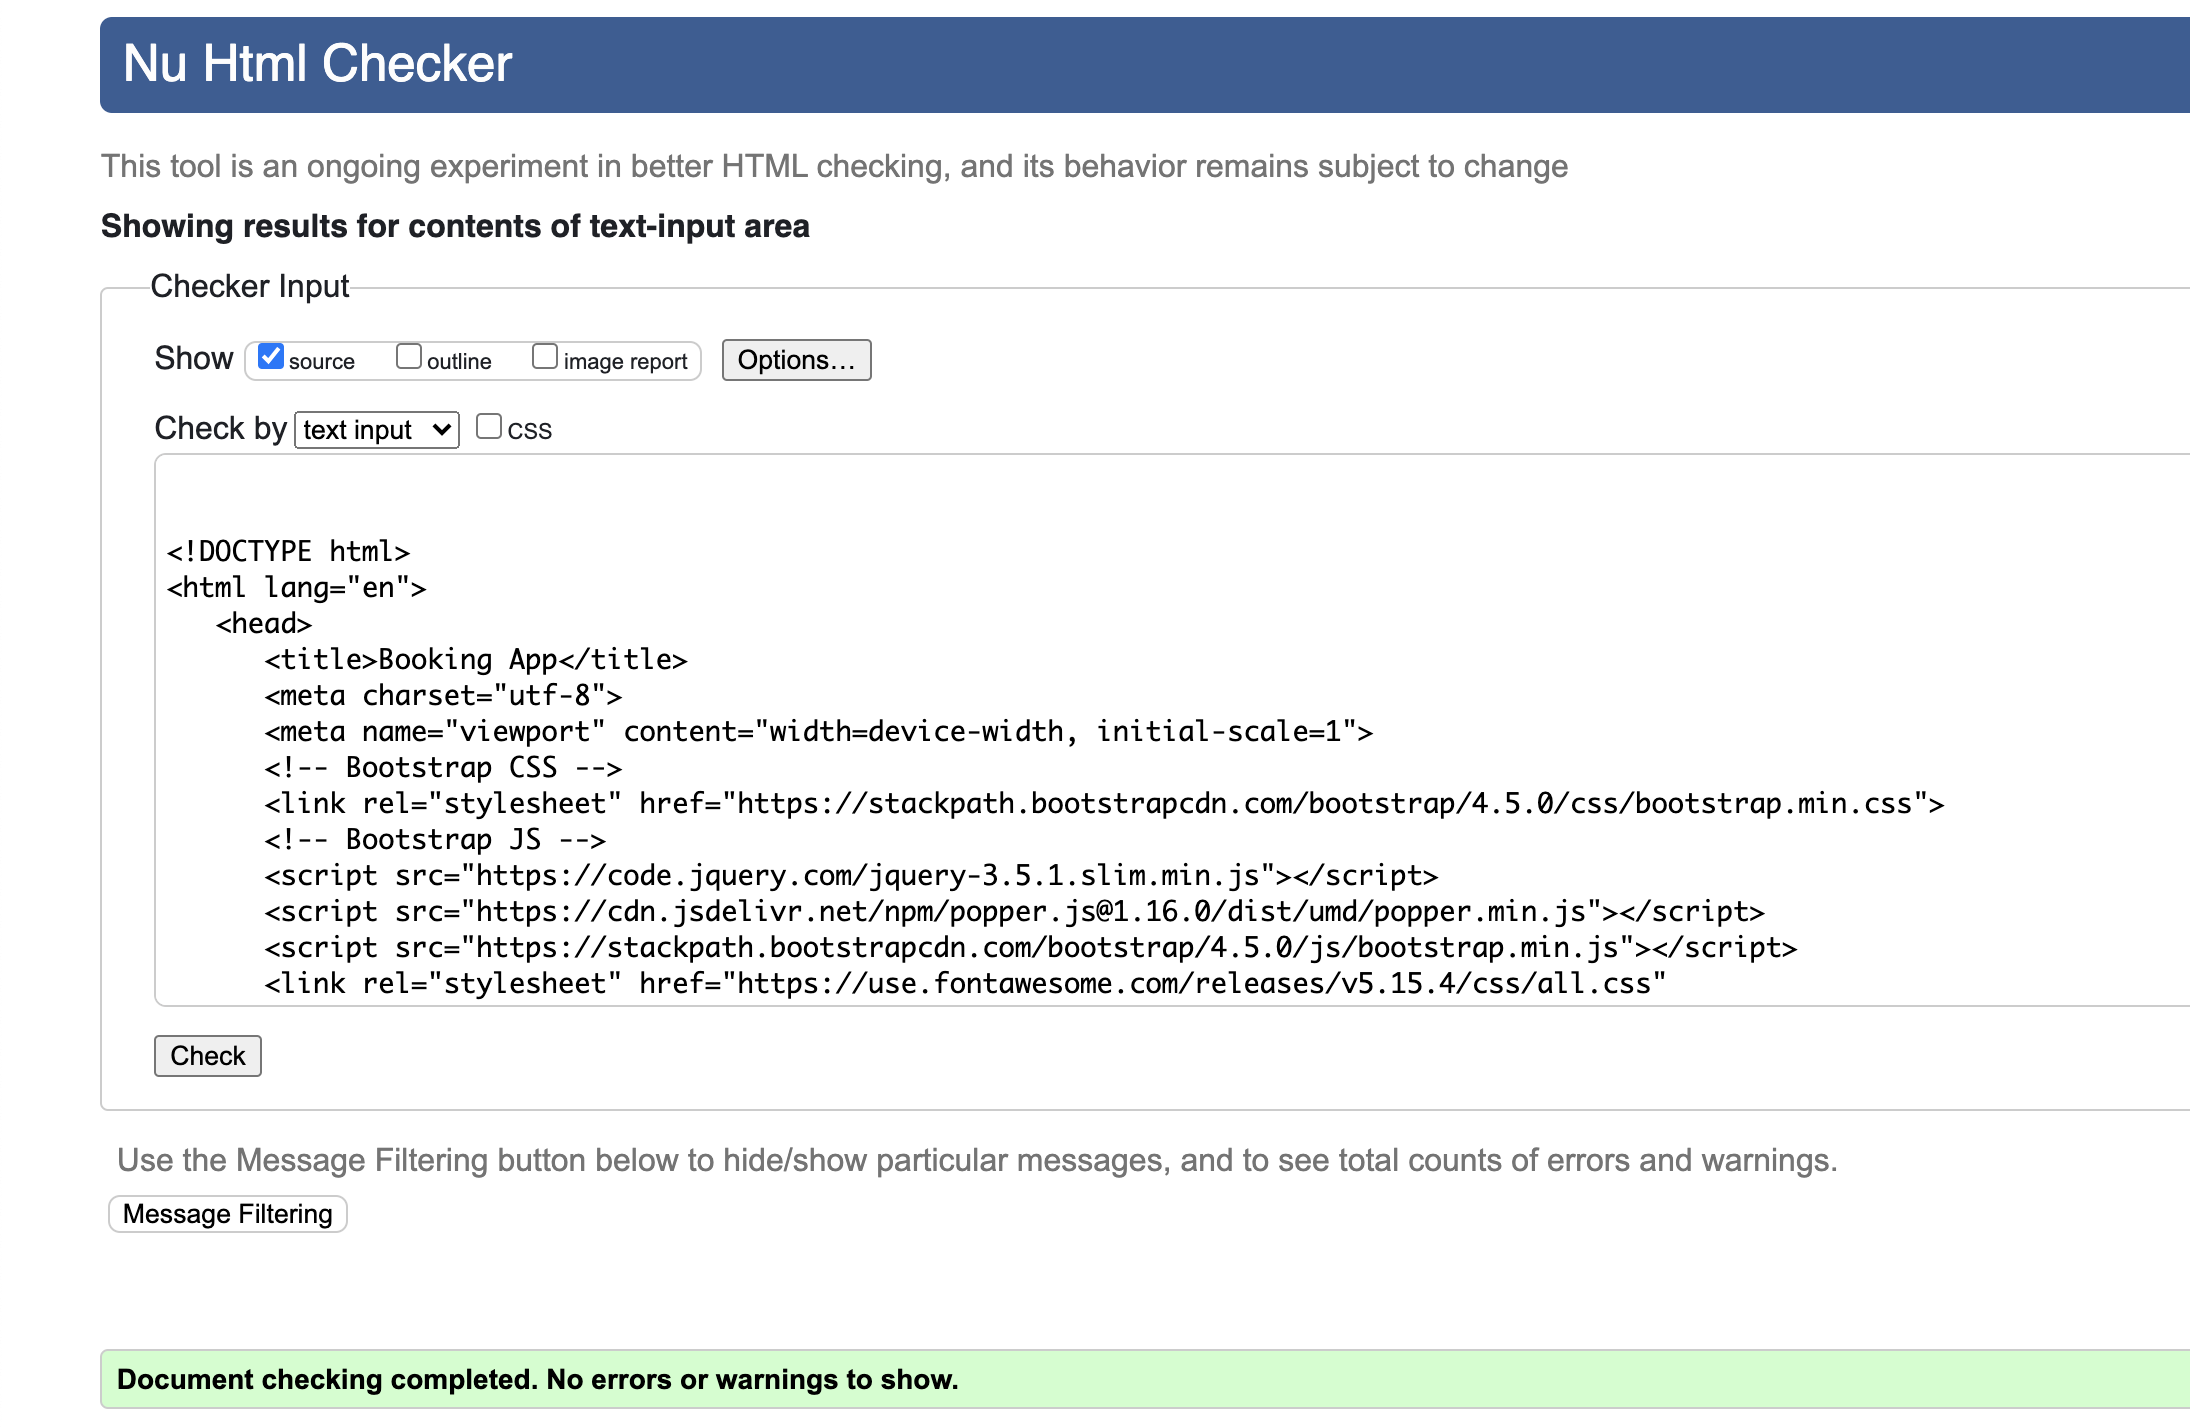 Nu Html Checker
This tool is an ongoing experiment in better HTML checking, and its behavior remains subject to change
Showing results for contents of text-input area
Checker Input
Show source outline image report Options...
Check by text input CSS
<!DOCTYPE html>
<html lang="en">
   <head>
      <title>Booking App</title>
      <meta charset="utf-8">
      <meta name="viewport" content="width=device-width, initial-scale=1">
      <!-- Bootstrap CSS -->
      <link rel="stylesheet" href="https://stackpath.bootstrapcdn.com/bootstrap/4.5.0/css/bootstrap.min.css">
      <!-- Bootstrap JS -->
      <script src="https://code.jquery.com/jquery-3.5.1.slim.min.js"></script>
      <script src="https://cdn.jsdelivr.net/npm/popper.js@1.16.0/dist/umd/popper.min.js"></script>
      <script src="https://stackpath.bootstrapcdn.com/bootstrap/4.5.0/js/bootstrap.min.js"></script>
      <link rel="stylesheet" href="https://use.fontawesome.com/releases/v5.15.4/css/all.css"
Check
Use the Message Filtering button below to hide/show particular messages, and to see total counts of errors and warnings.
Message Filtering
Document checking completed. No errors or warnings to show.